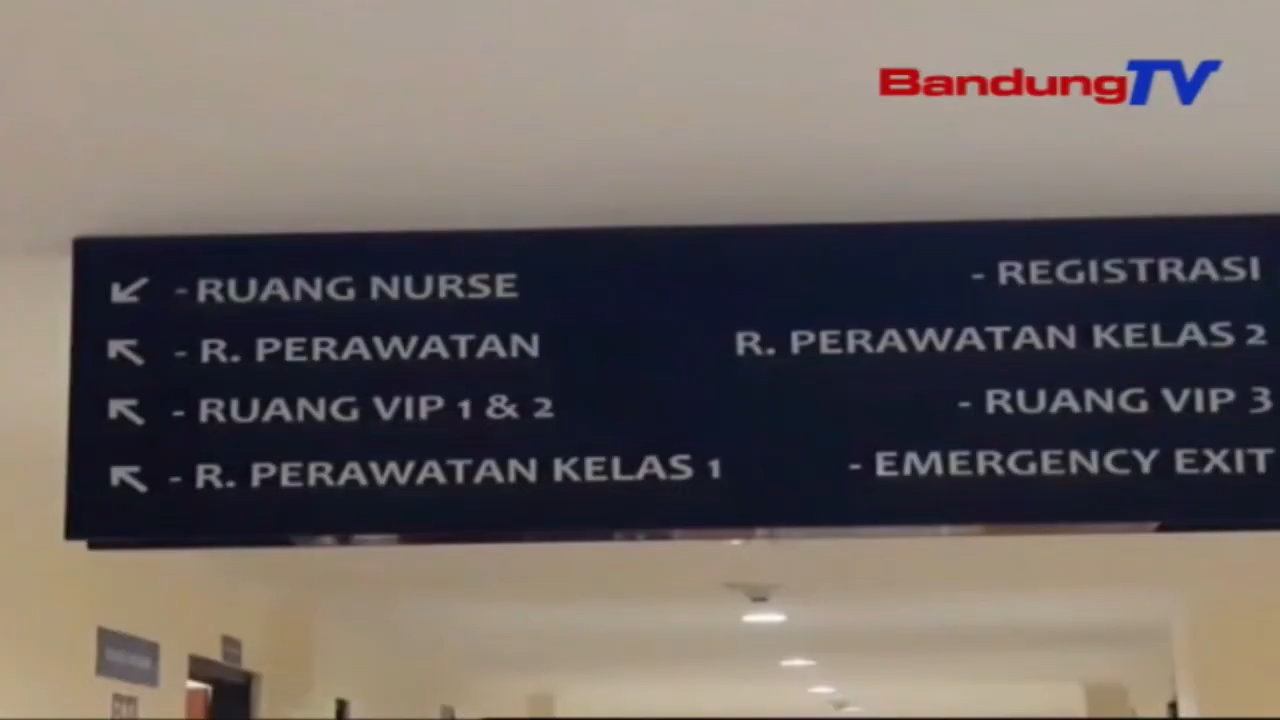 BandungTV
- RUANG NURSE
- R. PERAWATAN
- RUANG VIP 1 & 2
- R. PERAWATAN KELAS 1
- REGISTRASI
R. PERAWATAN KELAS 2
- RUANG VIP 3
- EMERGENCY EXIT